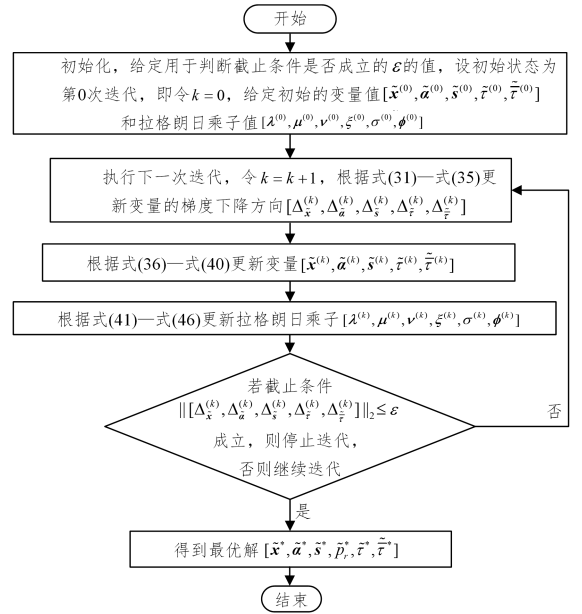 开始
初始化，给定用于判断截止条件是否成立的 ε 的值，设初始状态为
第0次迭代，即令 k = 0，给定初始的变量值 [x̃⁽⁰⁾, α̃⁽⁰⁾, s̃⁽⁰⁾, τ̃⁽⁰⁾, τ̿̃⁽⁰⁾]
和拉格朗日乘子值 [λ⁽⁰⁾, μ⁽⁰⁾, ν⁽⁰⁾, ξ⁽⁰⁾, σ⁽⁰⁾, ϕ⁽⁰⁾]
执行下一次迭代，令 k = k+1，根据式(31)—式(35)更
新变量的梯度下降方向 [Δ_x̃^(k), Δ_α̃^(k), Δ_s̃^(k), Δ_τ̃^(k), Δ_τ̿̃^(k)]
根据式(36)—式(40)更新变量 [x̃^(k), α̃^(k), s̃^(k), τ̃^(k), τ̿̃^(k)]
根据式(41)—式(46)更新拉格朗日乘子 [λ^(k), μ^(k), ν^(k), ξ^(k), σ^(k), ϕ^(k)]
若截止条件
||[Δ_x̃^(k), Δ_α̃^(k), Δ_s̃^(k), Δ_τ̃^(k), Δ_τ̿̃^(k)]||₂ ≤ ε
成立，则停止迭代，
否则继续迭代
否
是
得到最优解 [x̃*, α̃*, s̃*, p̃_r*, τ̃*, τ̿̃*]
结束